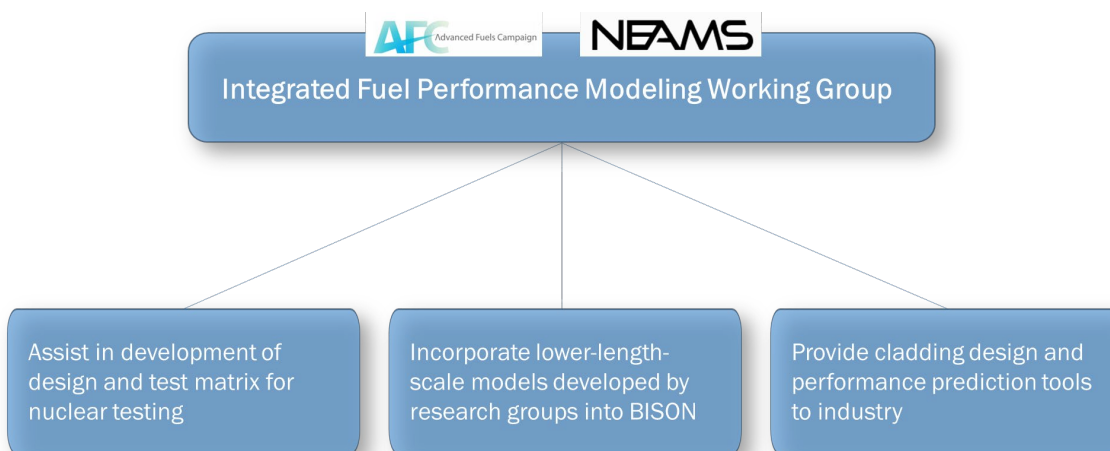 AFC Advanced Fuels Campaign
NEAMS
Integrated Fuel Performance Modeling Working Group
Assist in development of
design and test matrix for
nuclear testing
Incorporate lower-length-
scale models developed by
research groups into BISON
Provide cladding design and
performance prediction tools
to industry